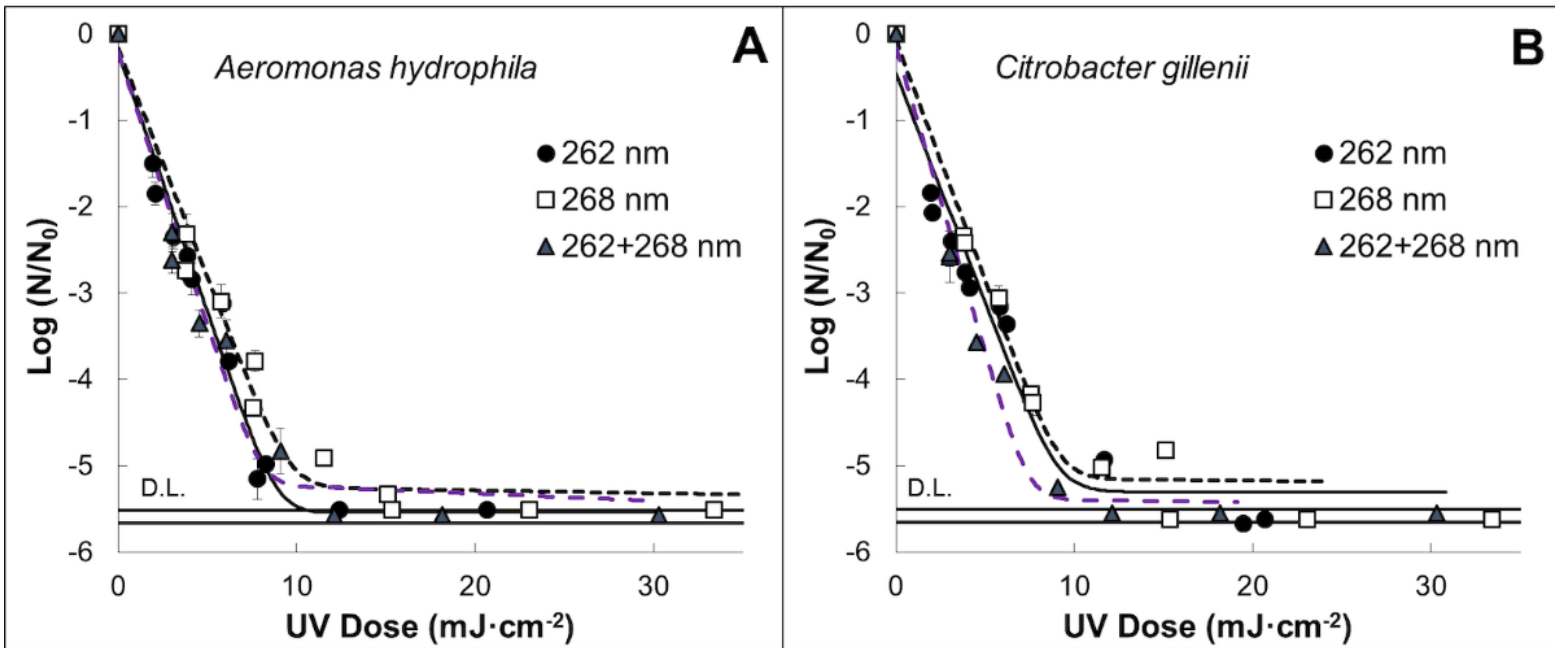 A
Aeromonas hydrophila
262 nm
268 nm
262+268 nm
Log (N/N₀)
0
-1
-2
-3
-4
-5
-6
D.L.
0
10
20
30
UV Dose (mJ·cm⁻²)
B
Citrobacter gillenii
262 nm
268 nm
262+268 nm
Log (N/N₀)
0
-1
-2
-3
-4
-5
-6
D.L.
0
10
20
30
UV Dose (mJ·cm⁻²)